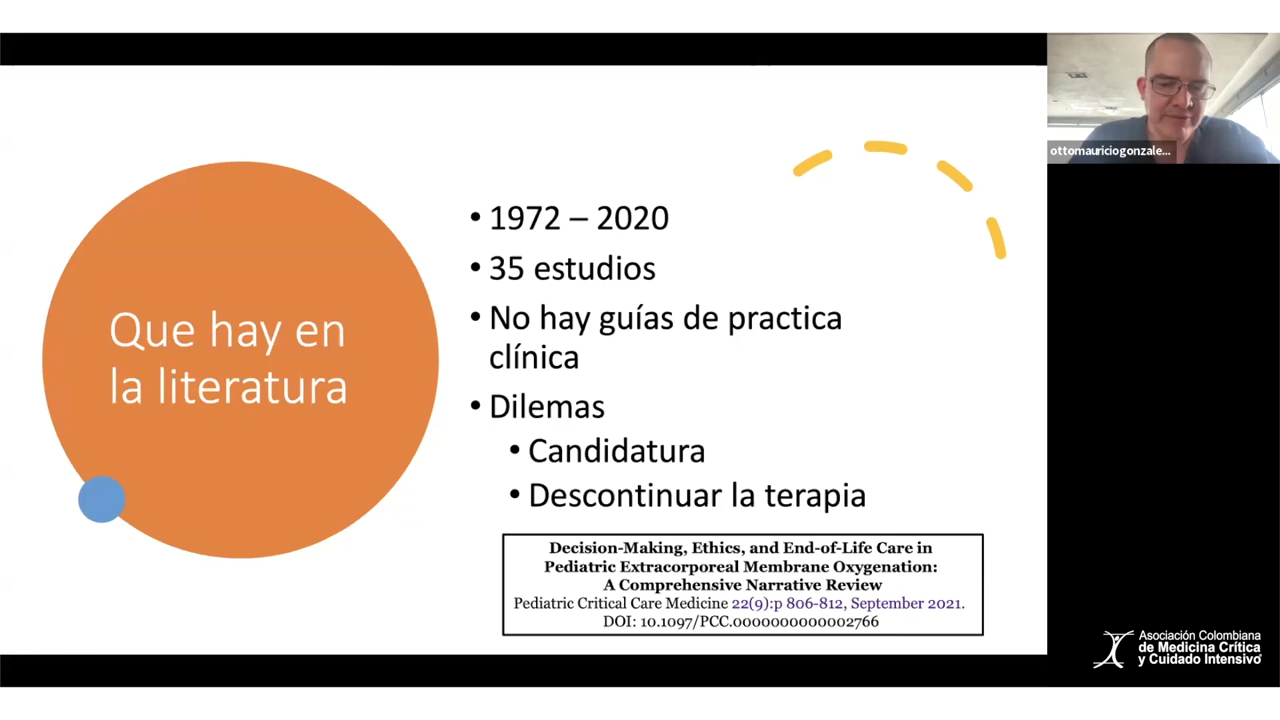 ottomauriciogonzale...
Que hay en
la literatura
• 1972 – 2020
• 35 estudios
• No hay guías de practica
clínica
• Dilemas
• Candidatura
• Descontinuar la terapia
Decision-Making, Ethics, and End-of-Life Care in
Pediatric Extracorporeal Membrane Oxygenation:
A Comprehensive Narrative Review
Pediatric Critical Care Medicine 22(9):p 806-812, September 2021.
DOI: 10.1097/PCC.0000000000002766
Asociación Colombiana
de Medicina Crítica
y Cuidado Intensivo